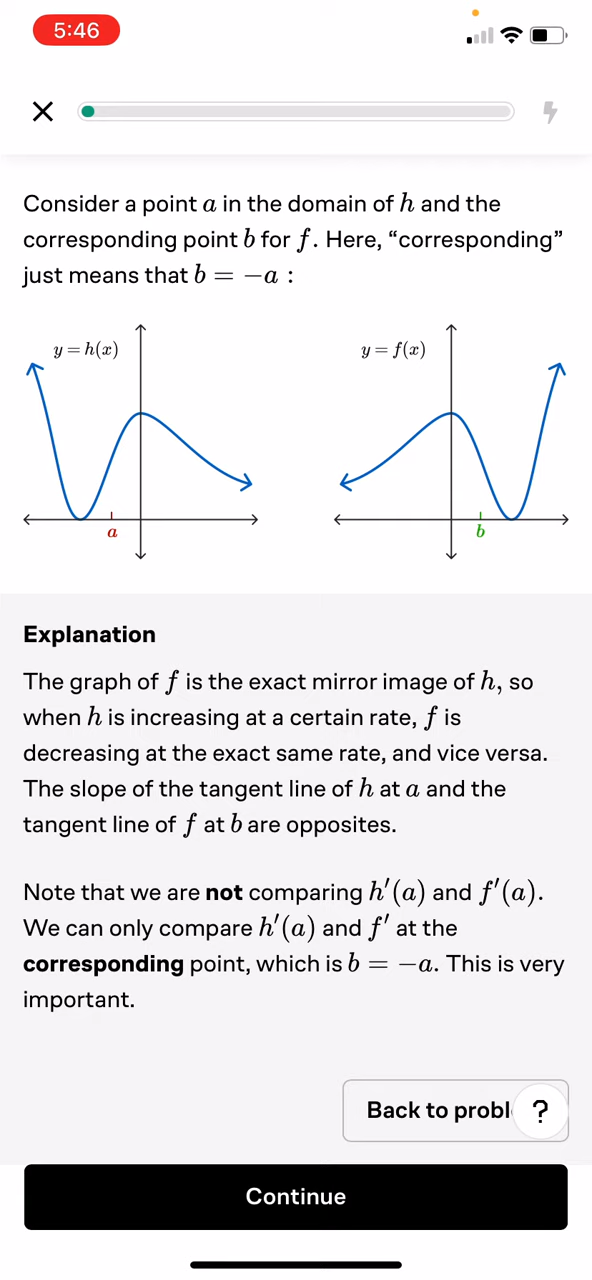 5:46
Consider a point a in the domain of h and the
corresponding point b for f. Here, “corresponding”
just means that b = −a :
y = h(x)
y = f(x)
a
b
Explanation
The graph of f is the exact mirror image of h, so
when h is increasing at a certain rate, f is
decreasing at the exact same rate, and vice versa.
The slope of the tangent line of h at a and the
tangent line of f at b are opposites.
Note that we are not comparing h′(a) and f′(a).
We can only compare h′(a) and f′ at the
corresponding point, which is b = −a. This is very
important.
Back to probl
?
Continue